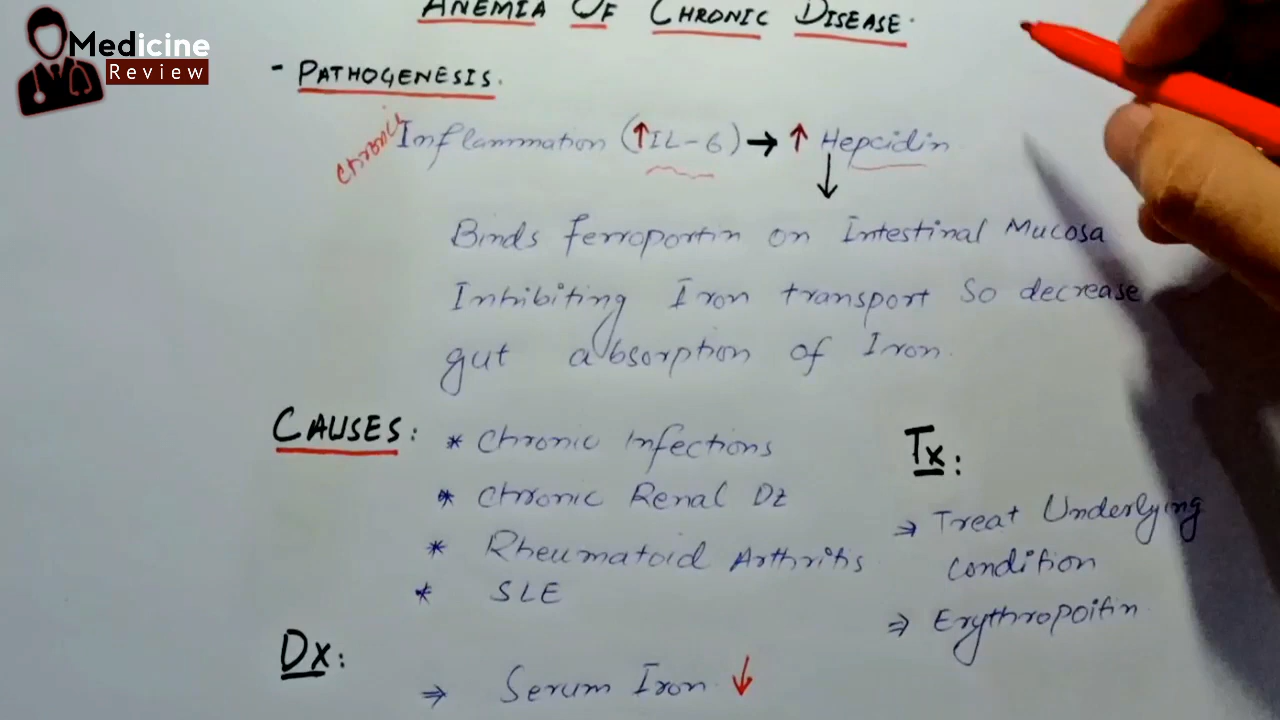 Medicine
Review
ANEMIA OF CHRONIC DISEASE.
- PATHOGENESIS.
Chronic Inflammation (↑IL-6) → ↑ Hepcidin
↓
Binds ferroportin on Intestinal Mucosa
Inhibiting Iron transport so decrease
gut absorption of Iron.
CAUSES:
* Chronic Infections
* Chronic Renal Dz
* Rheumatoid Arthritis
* SLE
Tx:
⇒ Treat Underlying
condition
⇒ Erythropoitin
Dx:
⇒ Serum Iron ↓